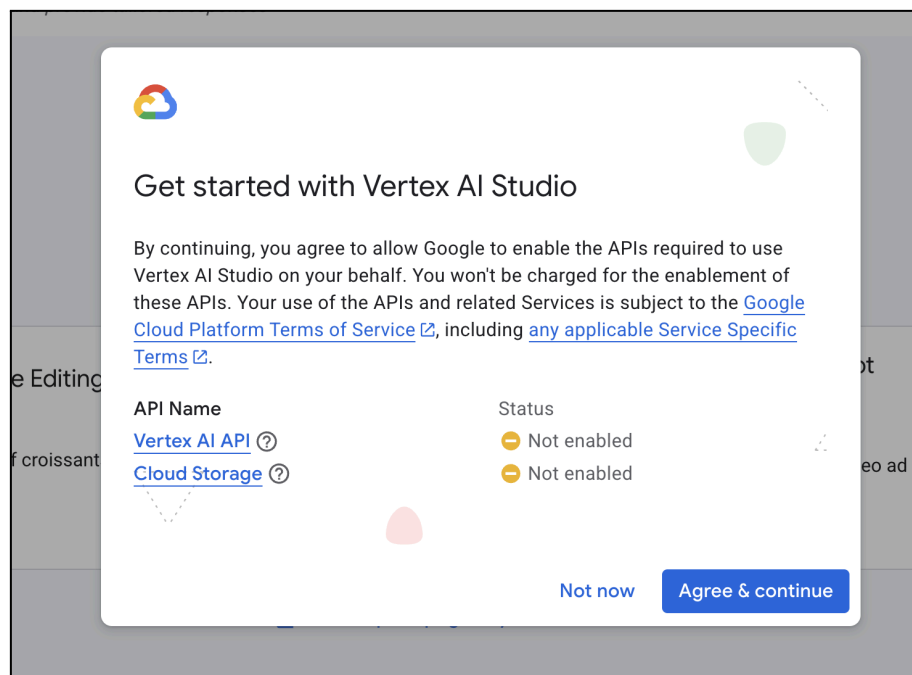 Get started with Vertex AI Studio
By continuing, you agree to allow Google to enable the APIs required to use
Vertex AI Studio on your behalf. You won't be charged for the enablement of
these APIs. Your use of the APIs and related Services is subject to the Google
Cloud Platform Terms of Service, including any applicable Service Specific
Terms.
e Editing
ot
API Name Status
Vertex AI API Not enabled
f croissant
eo ad
Cloud Storage Not enabled
Not now Agree & continue